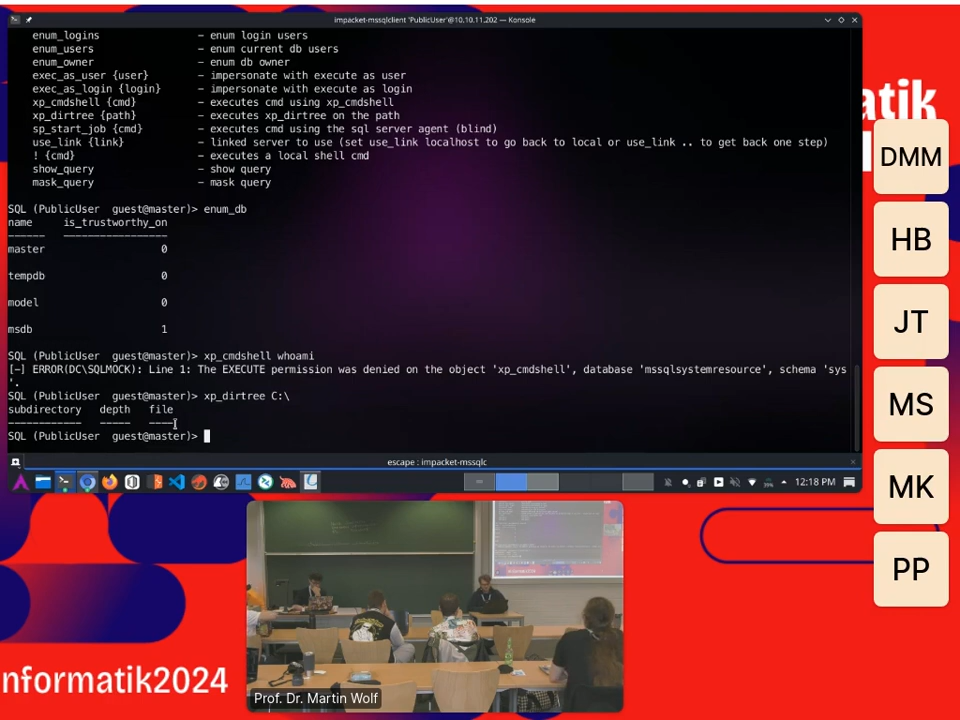 impacket-mssqlclient 'PublicUser'@10.10.11.202 — Konsole
enum_logins - enum login users
enum_users - enum current db users
enum_owner - enum db owner
exec_as_user {user} - impersonate with execute as user
exec_as_login {login} - impersonate with execute as login
xp_cmdshell {cmd} - executes cmd using xp_cmdshell
xp_dirtree {path} - executes xp_dirtree on the path
sp_start_job {cmd} - executes cmd using the sql server agent (blind)
use_link {link} - linked server to use (set use_link localhost to go back to local or use_link .. to get back one step)
! {cmd} - executes a local shell cmd
show_query - show query
mask_query - mask query
SQL (PublicUser guest@master)> enum_db
name is_trustworthy_on
------ -----------------
master 0
tempdb 0
model 0
msdb 1
SQL (PublicUser guest@master)> xp_cmdshell whoami
[-] ERROR(DC\SQLMOCK): Line 1: The EXECUTE permission was denied on the object 'xp_cmdshell', database 'mssqlsystemresource', schema 'sys
'.
SQL (PublicUser guest@master)> xp_dirtree C:\
subdirectory depth file
------------ ----- ----
SQL (PublicUser guest@master)>
escape : impacket-mssqlc
12:18 PM
atik
DMM
HB
JT
MS
MK
PP
nformatik2024
Prof. Dr. Martin Wolf